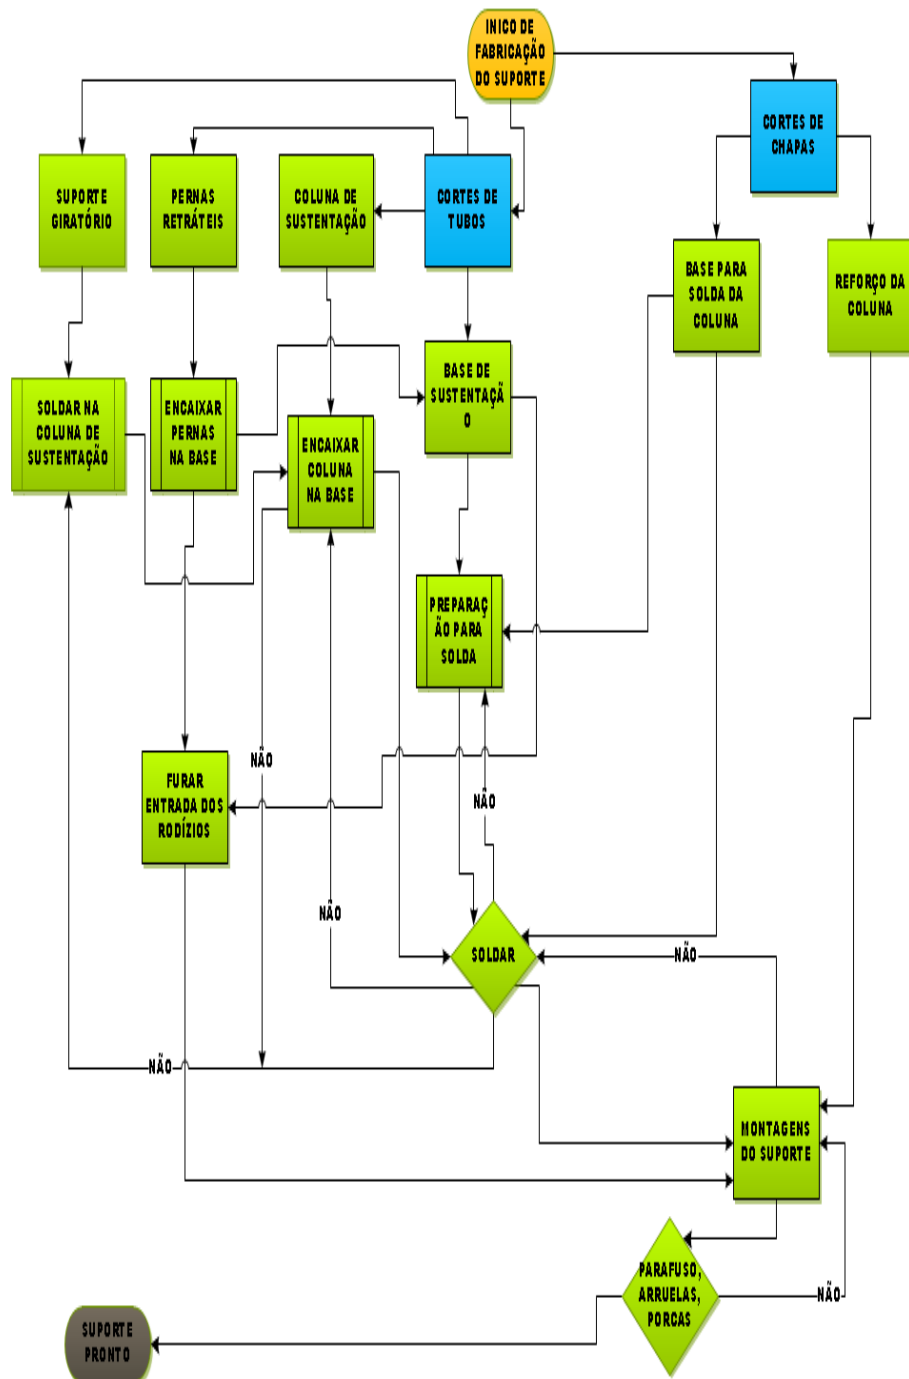 INICO DE
FABRICAÇÃO
DO SUPORTE
CORTES DE
CHAPAS
SUPORTE
GIRATÓRIO
PERNAS
RETRÁTEIS
COLUNA DE
SUSTENTAÇÃO
CORTES DE
TUBOS
BASE PARA
SOLDA DA
COLUNA
REFORÇO DA
COLUNA
SOLDAR NA
COLUNA DE
SUSTENTAÇÃO
ENCAIXAR
PERNAS
NA BASE
ENCAIXAR
COLUNA
NA BASE
BASE DE
SUSTENTAÇÃ
O
PREPARAÇ
ÃO PARA
SOLDA
NÃO
FURAR
ENTRADA DOS
RODÍZIOS
NÃO
NÃO
SOLDAR
NÃO
NÃO
MONTAGENS
DO SUPORTE
PARAFUSO,
ARRUELAS,
PORCAS
NÃO
SUPORTE
PRONTO